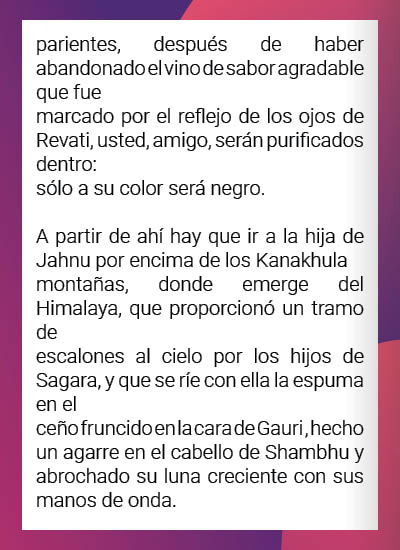 parientes, después de haber
abandonado el vino de sabor agradable
que fue
marcado por el reflejo de los ojos de
Revati, usted, amigo, serán purificados
dentro:
sólo a su color será negro.

A partir de ahí hay que ir a la hija de
Jahnu por encima de los Kanakhula
montañas, donde emerge del
Himalaya, que proporcionó un tramo
de
escalones al cielo por los hijos de
Sagara, y que se ríe con ella la espuma
en el
ceño fruncido en la cara de Gauri, hecho
un agarre en el cabello de Shambhu y
abrochado su luna creciente con sus
manos de onda.